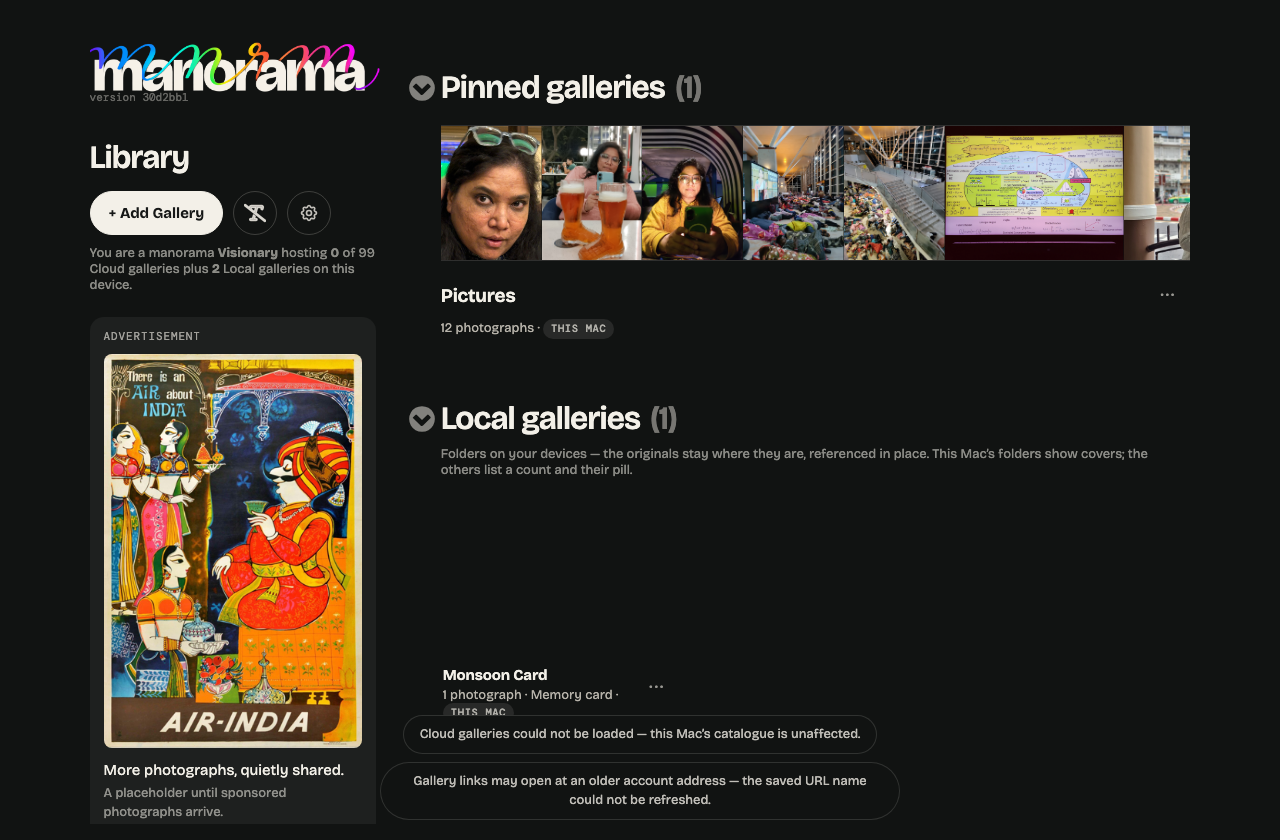 manorama
version 30d2bb1
Library
+ Add Gallery
You are a manorama Visionary hosting 0 of 99
Cloud galleries plus 2 Local galleries on this
device.
ADVERTISEMENT
There is an
AIR about
INDIA
AIR-INDIA
More photographs, quietly shared.
A placeholder until sponsored
photographs arrive.
Pinned galleries (1)
Pictures
12 photographs · THIS MAC
Local galleries (1)
Folders on your devices — the originals stay where they are, referenced in place. This Mac's folders show covers; the
others list a count and their pill.
Monsoon Card
1 photograph · Memory card ·
THIS MAC
Cloud galleries could not be loaded — this Mac's catalogue is unaffected.
Gallery links may open at an older account address — the saved URL name
could not be refreshed.